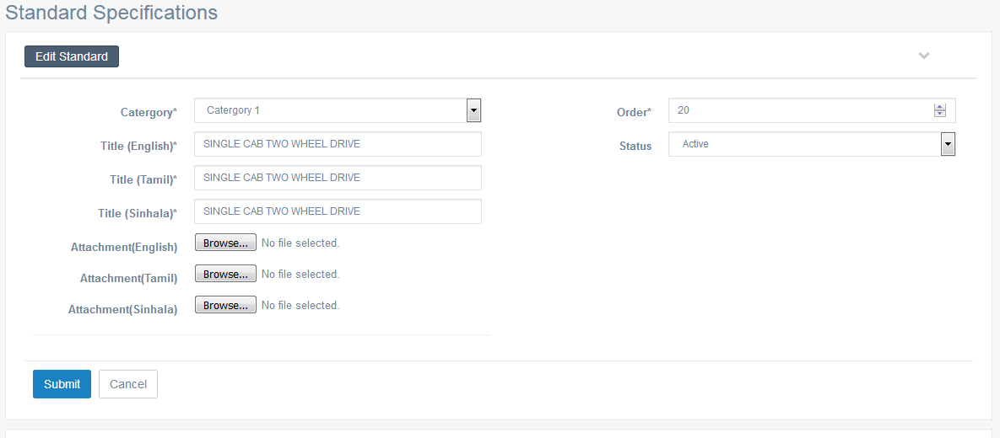 Standard Specifications
Edit Standard
Catergory* Catergory 1
Order* 20
Title (English)* SINGLE CAB TWO WHEEL DRIVE
Status Active
Title (Tamil)* SINGLE CAB TWO WHEEL DRIVE
Title (Sinhala)* SINGLE CAB TWO WHEEL DRIVE
Attachment(English) Browse... No file selected.
Attachment(Tamil) Browse... No file selected.
Attachment(Sinhala) Browse... No file selected.
Submit Cancel